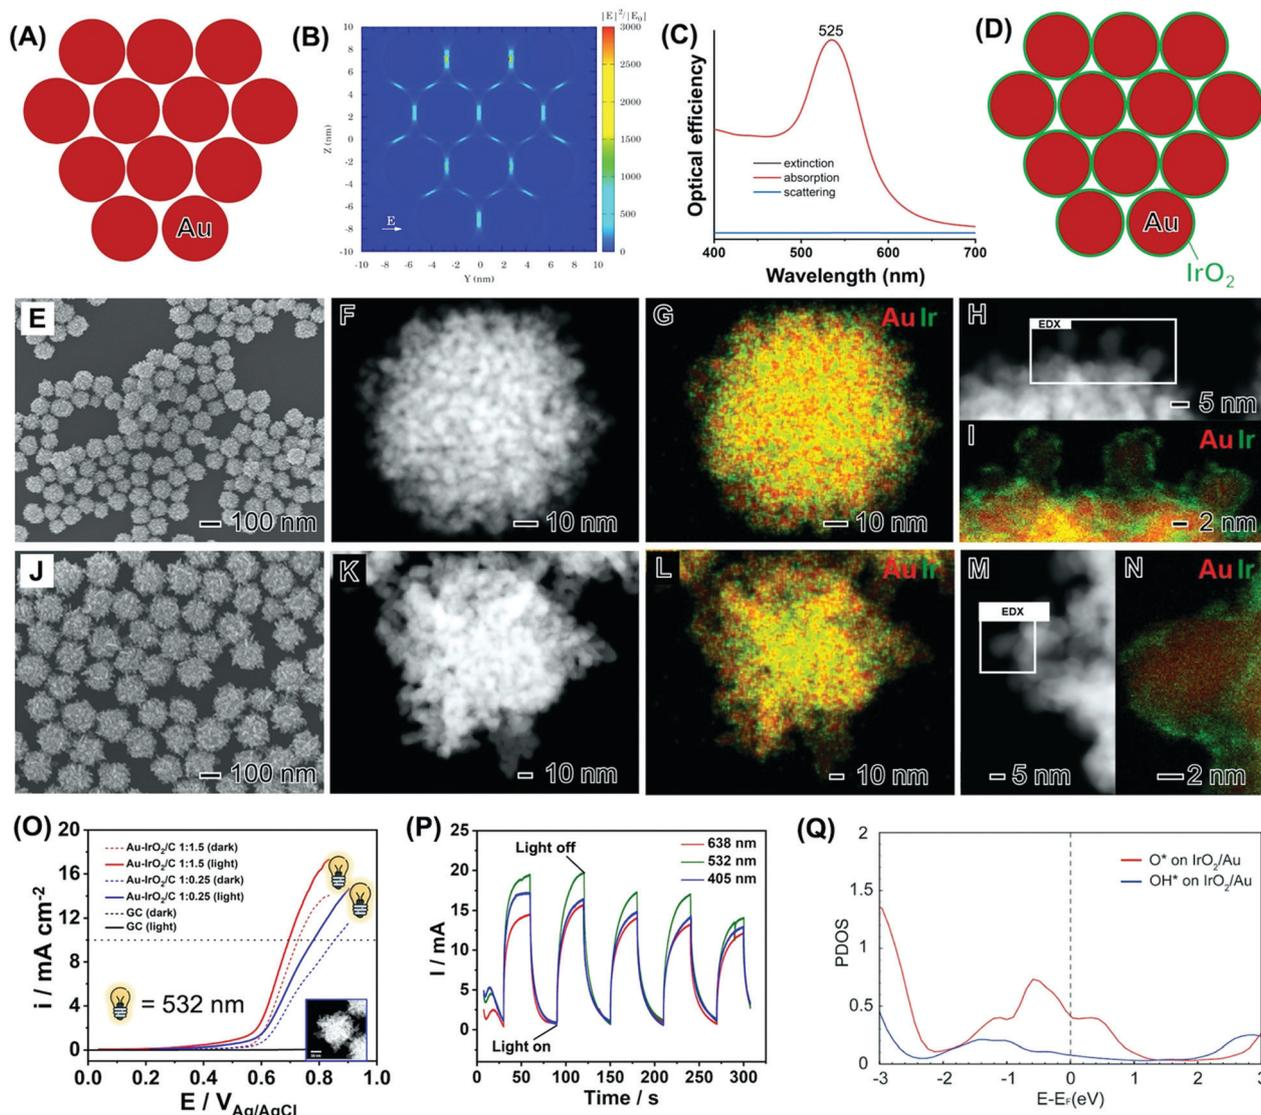 (A)
Au
(B)
|E|²/|E₀|
10
8
6
4
2
0
-2
-4
-6
-8
-10
Z (nm)
E
-10 -8 -6 -4 -2 0 2 4 6 8 10
Y (nm)
3000
2500
2000
1500
1000
500
0
(C)
525
Optical efficiency
extinction
absorption
scattering
400 500 600 700
Wavelength (nm)
(D)
Au
IrO₂
E
100 nm
F
10 nm
G
Au Ir
10 nm
H
EDX
5 nm
I
Au Ir
2 nm
J
100 nm
K
10 nm
L
Au Ir
10 nm
M
EDX
5 nm
N
Au Ir
2 nm
(O)
20
16
12
8
4
0
i / mA cm⁻²
Au-IrO₂/C 1:1.5 (dark)
Au-IrO₂/C 1:1.5 (light)
Au-IrO₂/C 1:0.25 (dark)
Au-IrO₂/C 1:0.25 (light)
GC (dark)
GC (light)
= 532 nm
0.0 0.2 0.4 0.6 0.8 1.0
E / V_Ag/AgCl
(P)
25
20
15
10
5
0
I / mA
Light off
638 nm
532 nm
405 nm
Light on
0 50 100 150 200 250 300
Time / s
(Q)
2
1.5
1
0.5
0
PDOS
O* on IrO₂/Au
OH* on IrO₂/Au
-3 -2 -1 0 1 2 3
E-E_F(eV)